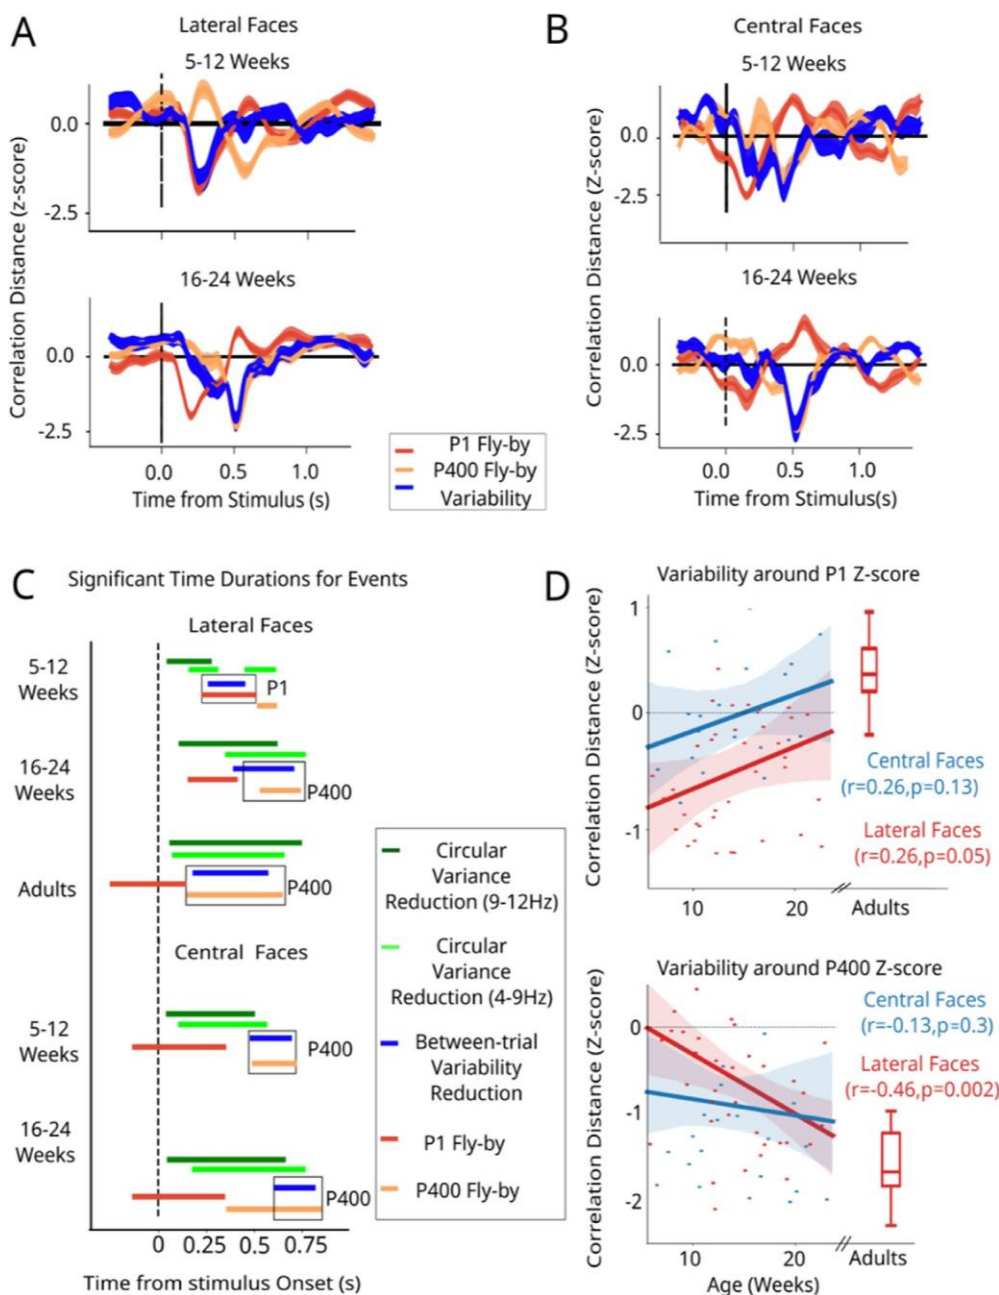 A
Lateral Faces
5-12 Weeks
0.0
-2.5
16-24 Weeks
0.0
-2.5
0.0 0.5 1.0
Time from Stimulus (s)
Correlation Distance (z-score)
P1 Fly-by
P400 Fly-by
Variability
B
Central Faces
5-12 Weeks
0.0
-2.5
16-24 Weeks
0.0
-2.5
0.0 0.5 1.0
Time from Stimulus(s)
Correlation Distance (Z-score)
C
Significant Time Durations for Events
Lateral Faces
5-12
Weeks
P1
16-24
Weeks
P400
Adults
P400
Central Faces
5-12
Weeks
P400
16-24
Weeks
P400
0 0.25 0.5 0.75
Time from stimulus Onset (s)
Circular
Variance
Reduction (9-12Hz)
Circular
Variance
Reduction (4-9Hz)
Between-trial
Variability
Reduction
P1 Fly-by
P400 Fly-by
D
Variability around P1 Z-score
Correlation Distance (Z-score)
1
0
-1
Central Faces
(r=0.26,p=0.13)
Lateral Faces
(r=0.26,p=0.05)
10 20 Adults
Variability around P400 Z-score
Correlation Distance (Z-score)
0
-1
-2
Central Faces
(r=-0.13,p=0.3)
Lateral Faces
(r=-0.46,p=0.002)
10 20 Adults
Age (Weeks)